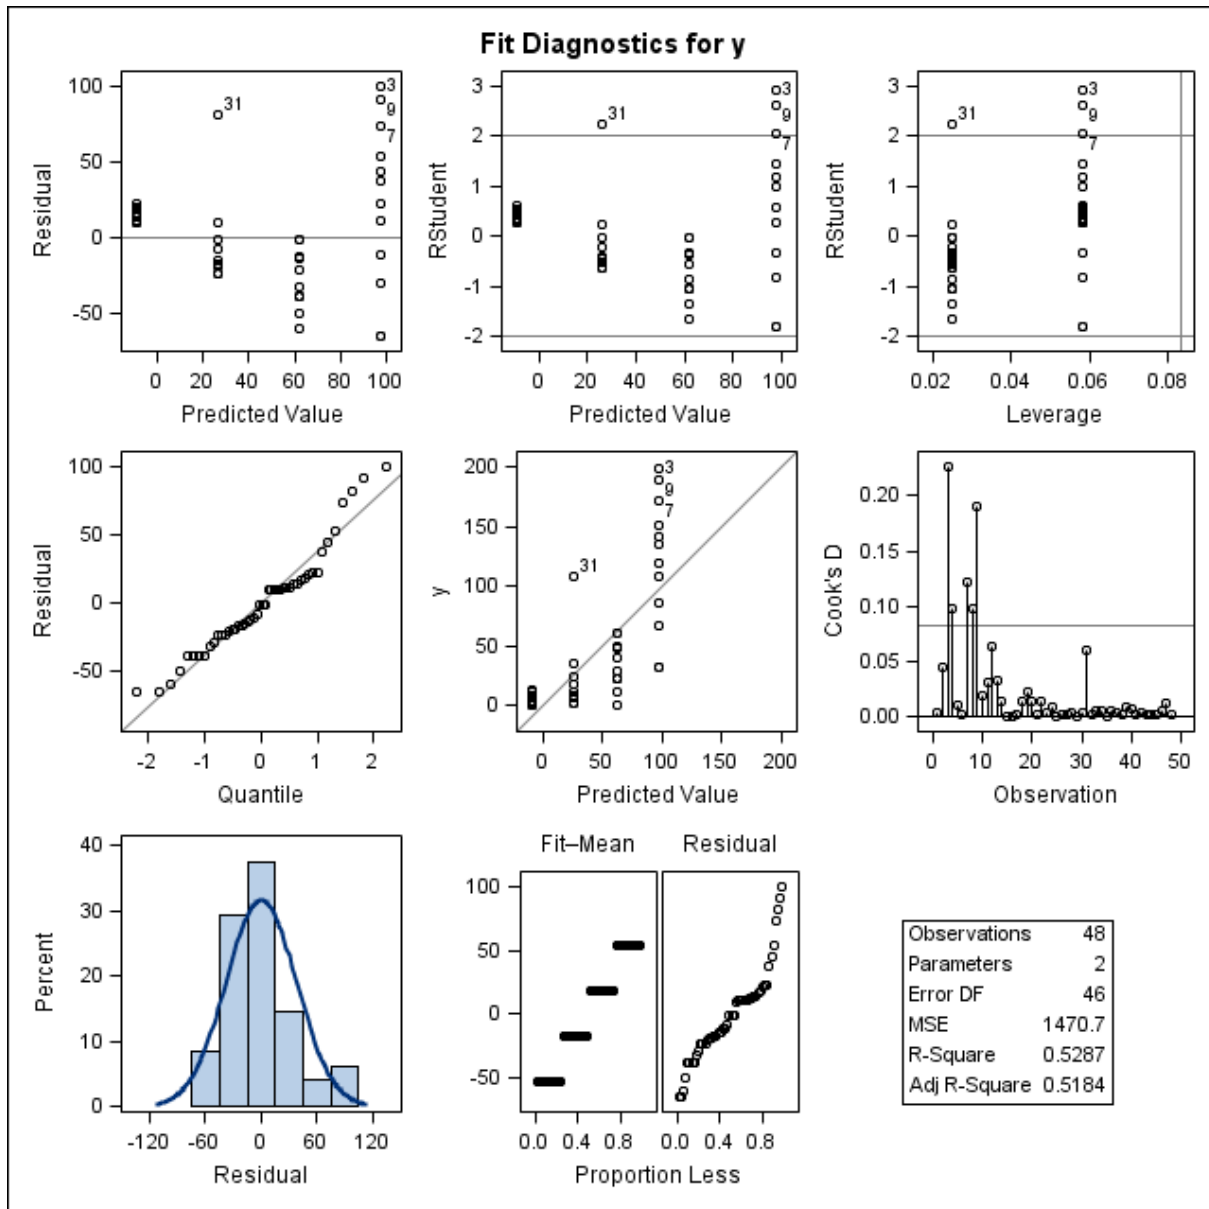 Fit Diagnostics for y
Residual
100
50
0
-50
31
3
9
7
0 20 40 60 80 100
Predicted Value
RStudent
3
2
1
0
-1
-2
31
3
9
7
0 20 40 60 80 100
Predicted Value
RStudent
3
2
1
0
-1
-2
31
3
9
7
0.02 0.04 0.06 0.08
Leverage
Residual
100
50
0
-50
-2 -1 0 1 2
Quantile
y
200
150
100
50
0
3
9
7
31
0 50 100 150 200
Predicted Value
Cook's D
0.20
0.15
0.10
0.05
0.00
0 10 20 30 40 50
Observation
Percent
40
30
20
10
0
-120 -60 0 60 120
Residual
Fit–Mean Residual
100
50
0
-50
0.0 0.4 0.8 0.0 0.4 0.8
Proportion Less
Observations 48
Parameters 2
Error DF 46
MSE 1470.7
R-Square 0.5287
Adj R-Square 0.5184